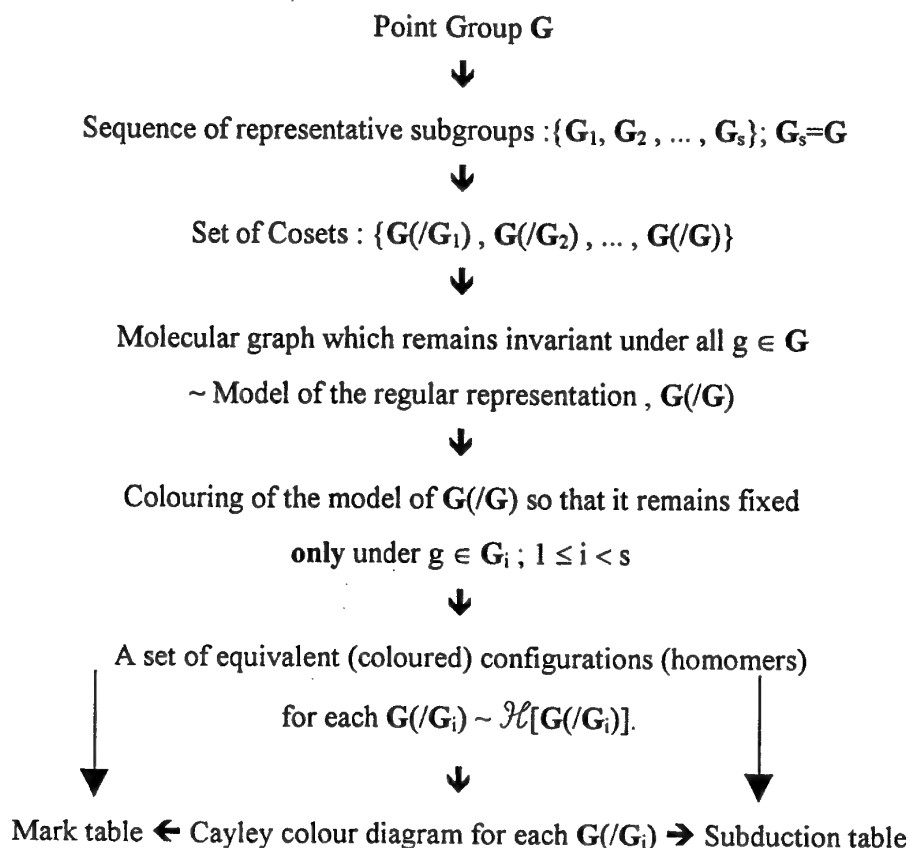 Point Group G
Sequence of representative subgroups :{G₁, G₂ , ... , Gₛ}; Gₛ=G
Set of Cosets : {G(/G₁) , G(/G₂) , ... , G(/G)}
Molecular graph which remains invariant under all g ∈ G
~ Model of the regular representation , G(/G)
Colouring of the model of G(/G) so that it remains fixed
only under g ∈ Gᵢ ; 1 ≤ i < s
A set of equivalent (coloured) configurations (homomers)
for each G(/Gᵢ) ~ ℋ[G(/Gᵢ)].
Mark table ← Cayley colour diagram for each G(/Gᵢ) → Subduction table